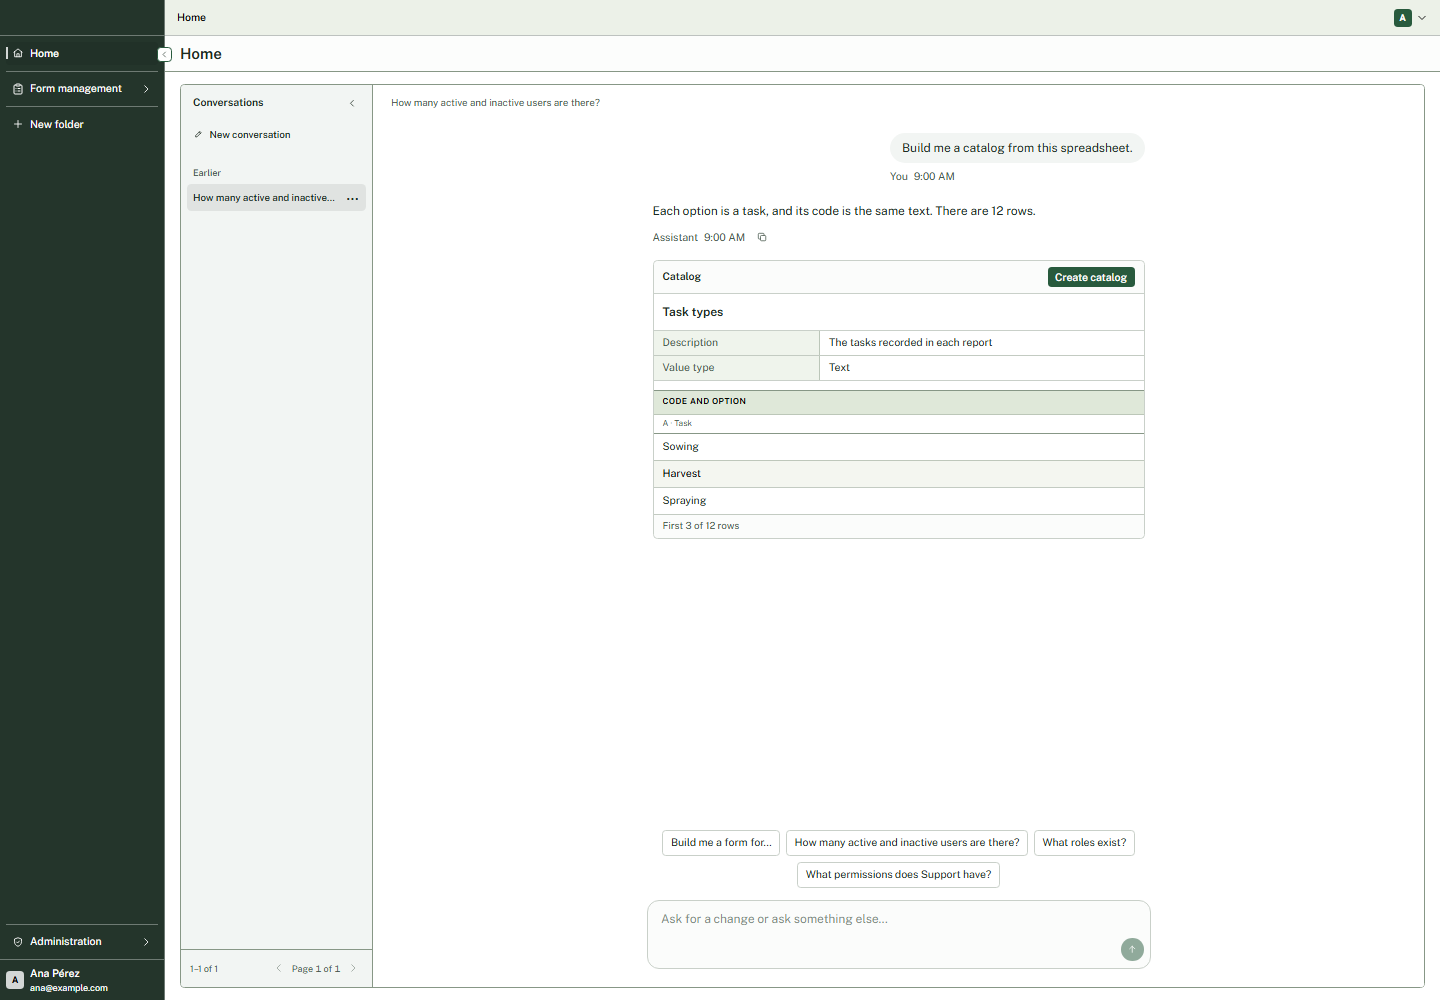 Home
A
Home
Home
Form management
New folder
Administration
A
Ana Pérez
ana@example.com
Conversations
New conversation
Earlier
How many active and inactive...
1-1 of 1
Page 1 of 1
How many active and inactive users are there?
Build me a catalog from this spreadsheet.
You 9:00 AM
Each option is a task, and its code is the same text. There are 12 rows.
Assistant 9:00 AM
Catalog
Create catalog
Task types
Description
The tasks recorded in each report
Value type
Text
CODE AND OPTION
A · Task
Sowing
Harvest
Spraying
First 3 of 12 rows
Build me a form for...
How many active and inactive users are there?
What roles exist?
What permissions does Support have?
Ask for a change or ask something else...